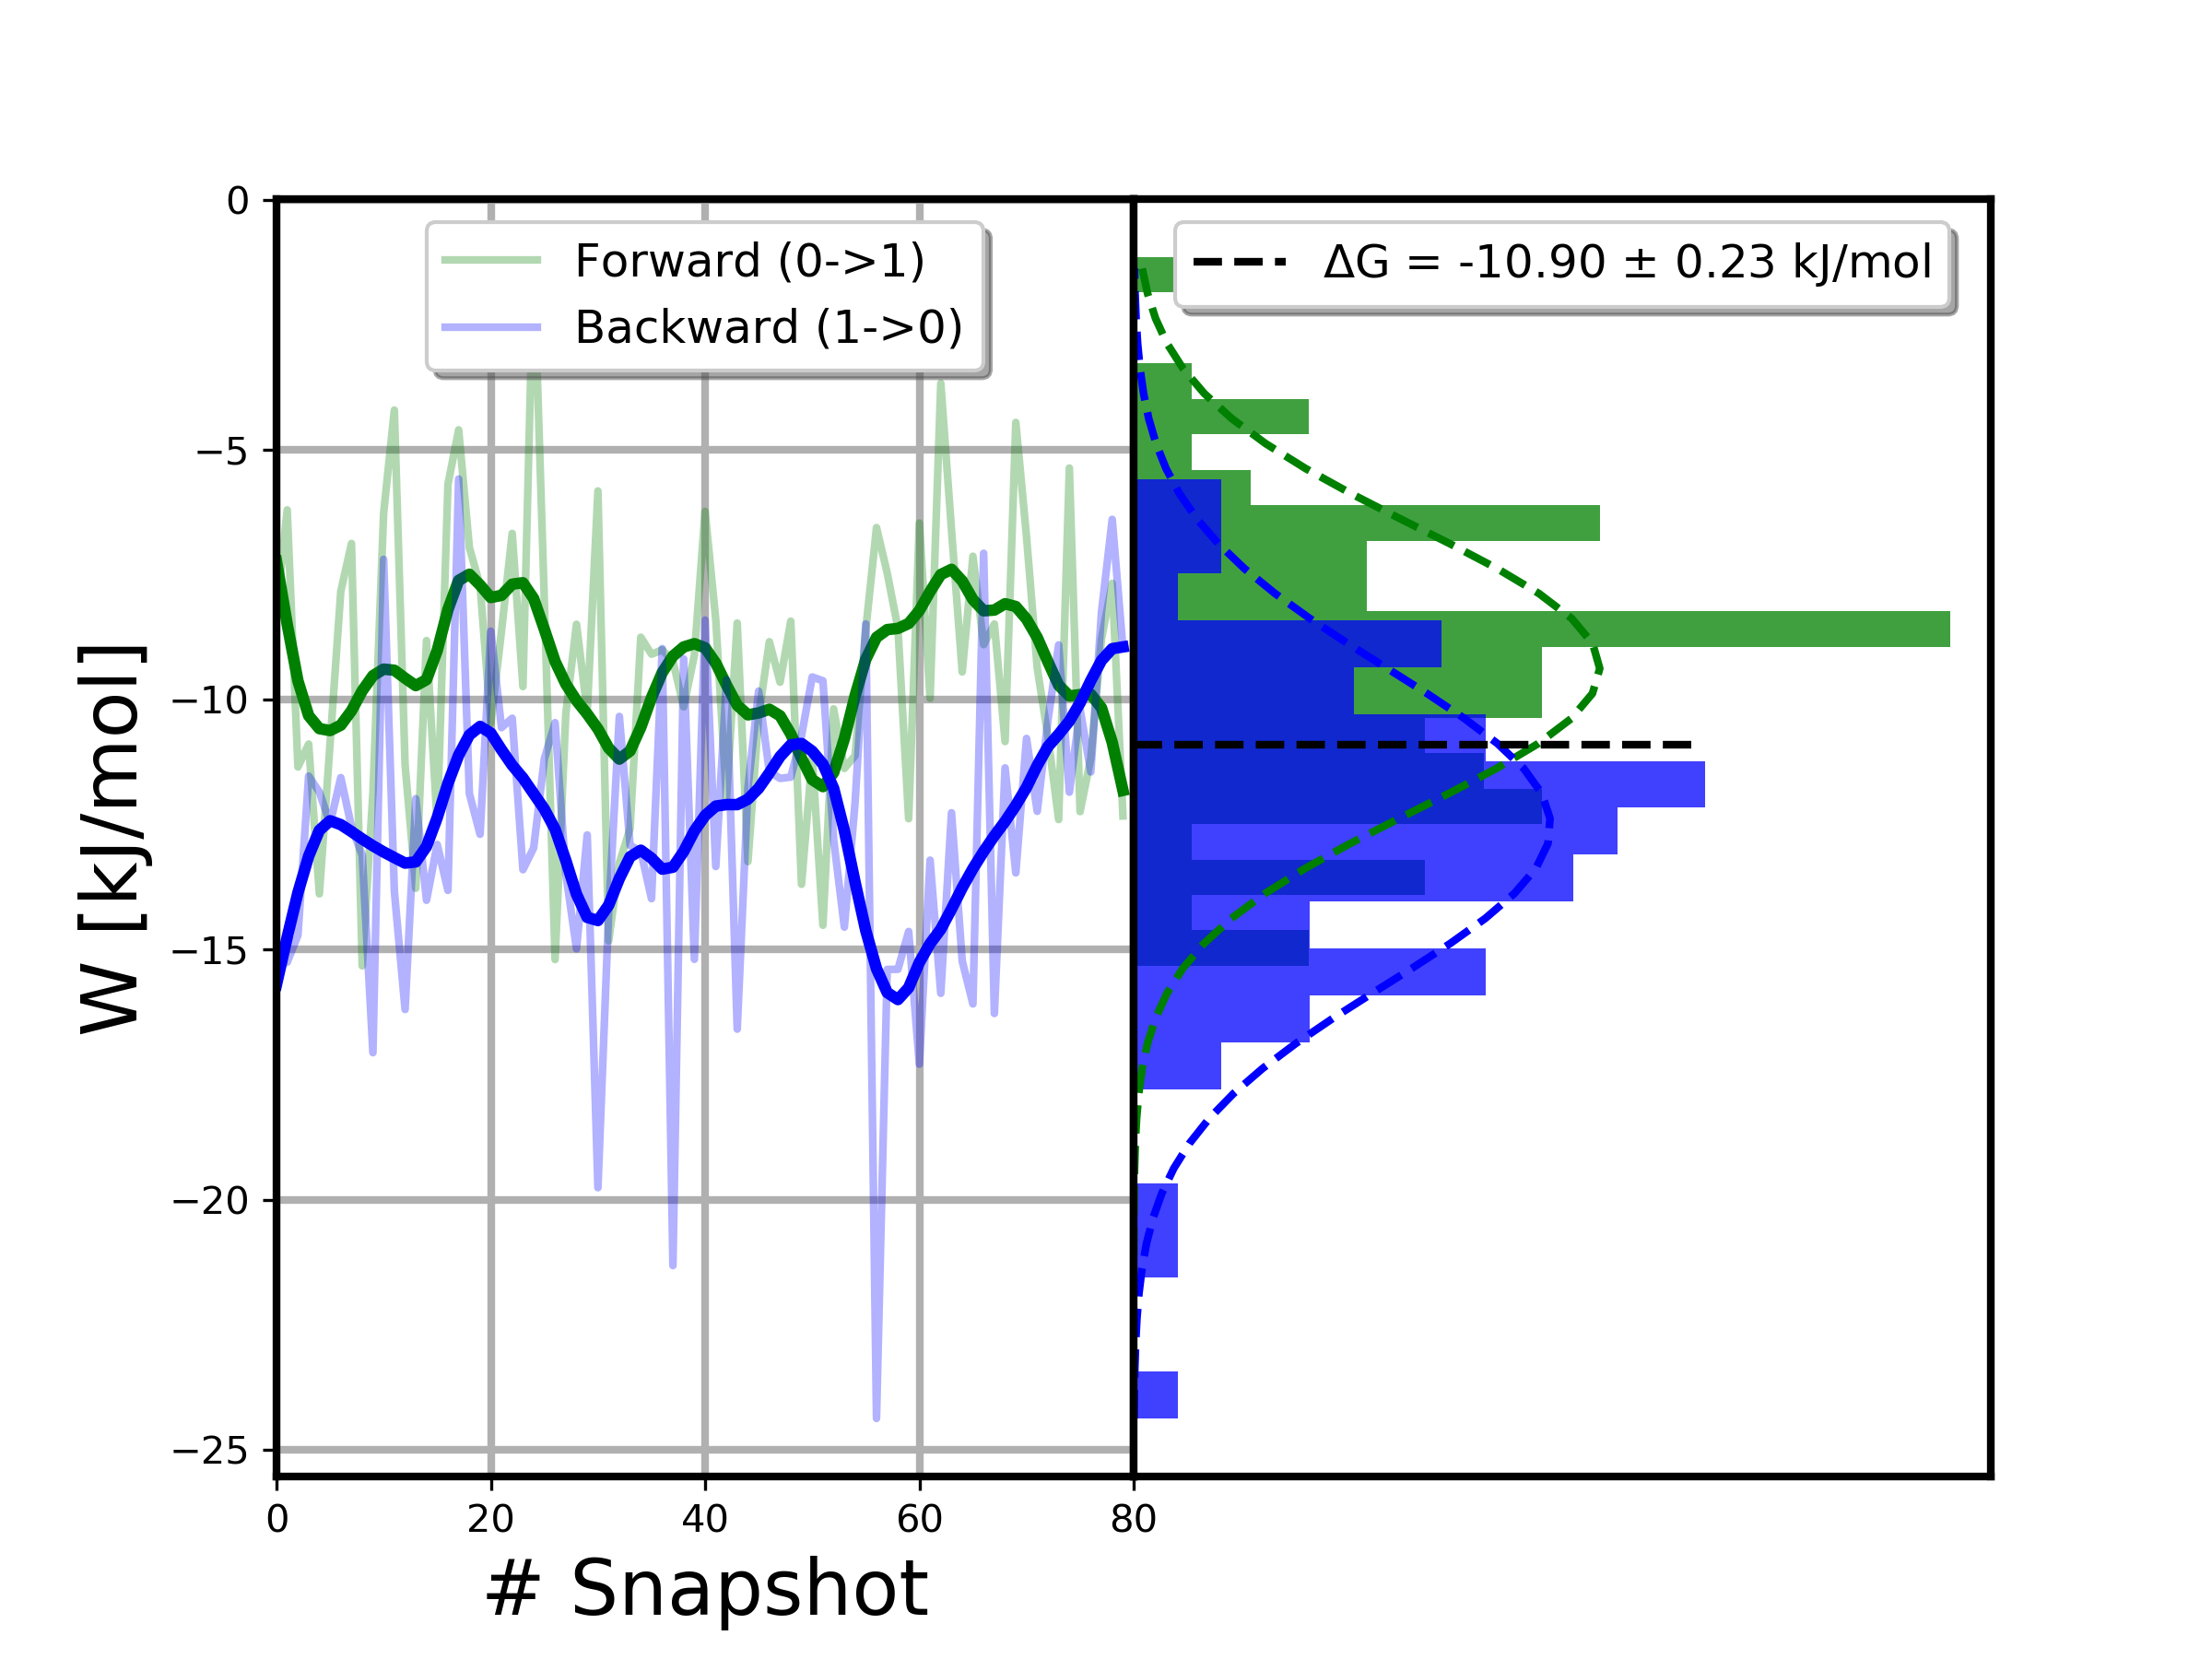 0
−5
−10
−15
−20
−25
W [kJ/mol]
Forward (0->1)
Backward (1->0)
ΔG = -10.90 ± 0.23 kJ/mol
0 20 40 60 80
# Snapshot